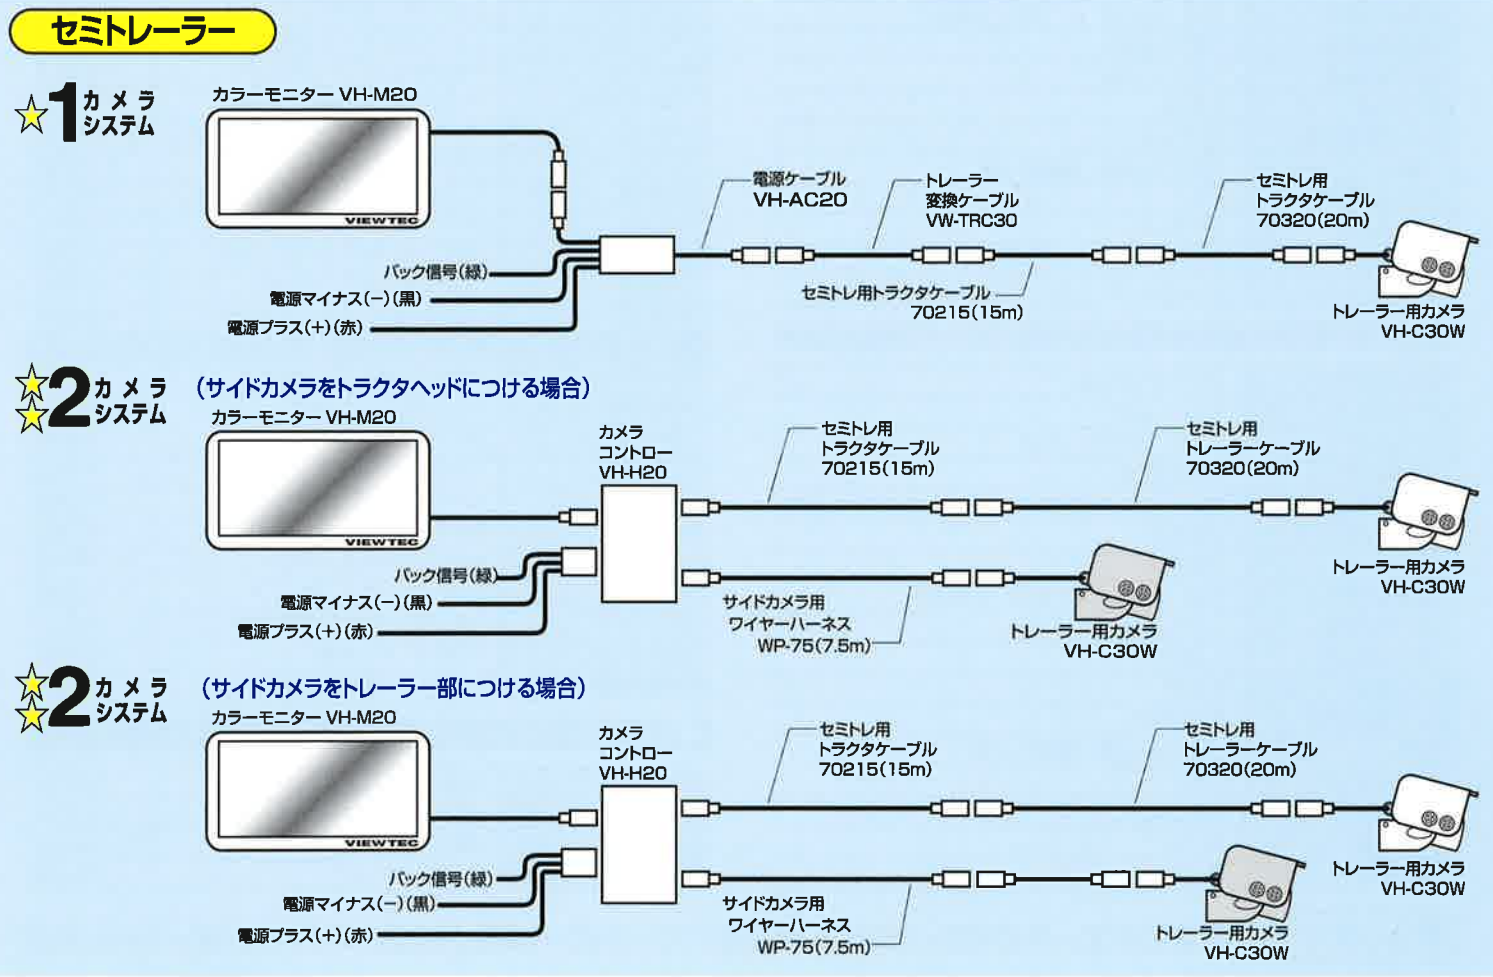 セミトレーラー
1カメラ
システム
カラーモニター VH-M20
VIEWTEC
バック信号(緑)
電源マイナス(−)(黒)
電源プラス(+)(赤)
電源ケーブル
VH-AC20
トレーラー
変換ケーブル
VW-TRC30
セミトレ用トラクタケーブル
70215(15m)
セミトレ用
トラクタケーブル
70320(20m)
トレーラー用カメラ
VH-C30W
2カメラ
システム
(サイドカメラをトラクタヘッドにつける場合)
カラーモニター VH-M20
VIEWTEC
バック信号(緑)
電源マイナス(−)(黒)
電源プラス(+)(赤)
カメラ
コントロー
VH-H20
セミトレ用
トラクタケーブル
70215(15m)
セミトレ用
トレーラーケーブル
70320(20m)
トレーラー用カメラ
VH-C30W
サイドカメラ用
ワイヤーハーネス
WP-75(7.5m)
トレーラー用カメラ
VH-C30W
2カメラ
システム
(サイドカメラをトレーラー部につける場合)
カラーモニター VH-M20
VIEWTEC
バック信号(緑)
電源マイナス(−)(黒)
電源プラス(+)(赤)
カメラ
コントロー
VH-H20
セミトレ用
トラクタケーブル
70215(15m)
セミトレ用
トレーラーケーブル
70320(20m)
トレーラー用カメラ
VH-C30W
サイドカメラ用
ワイヤーハーネス
WP-75(7.5m)
トレーラー用カメラ
VH-C30W